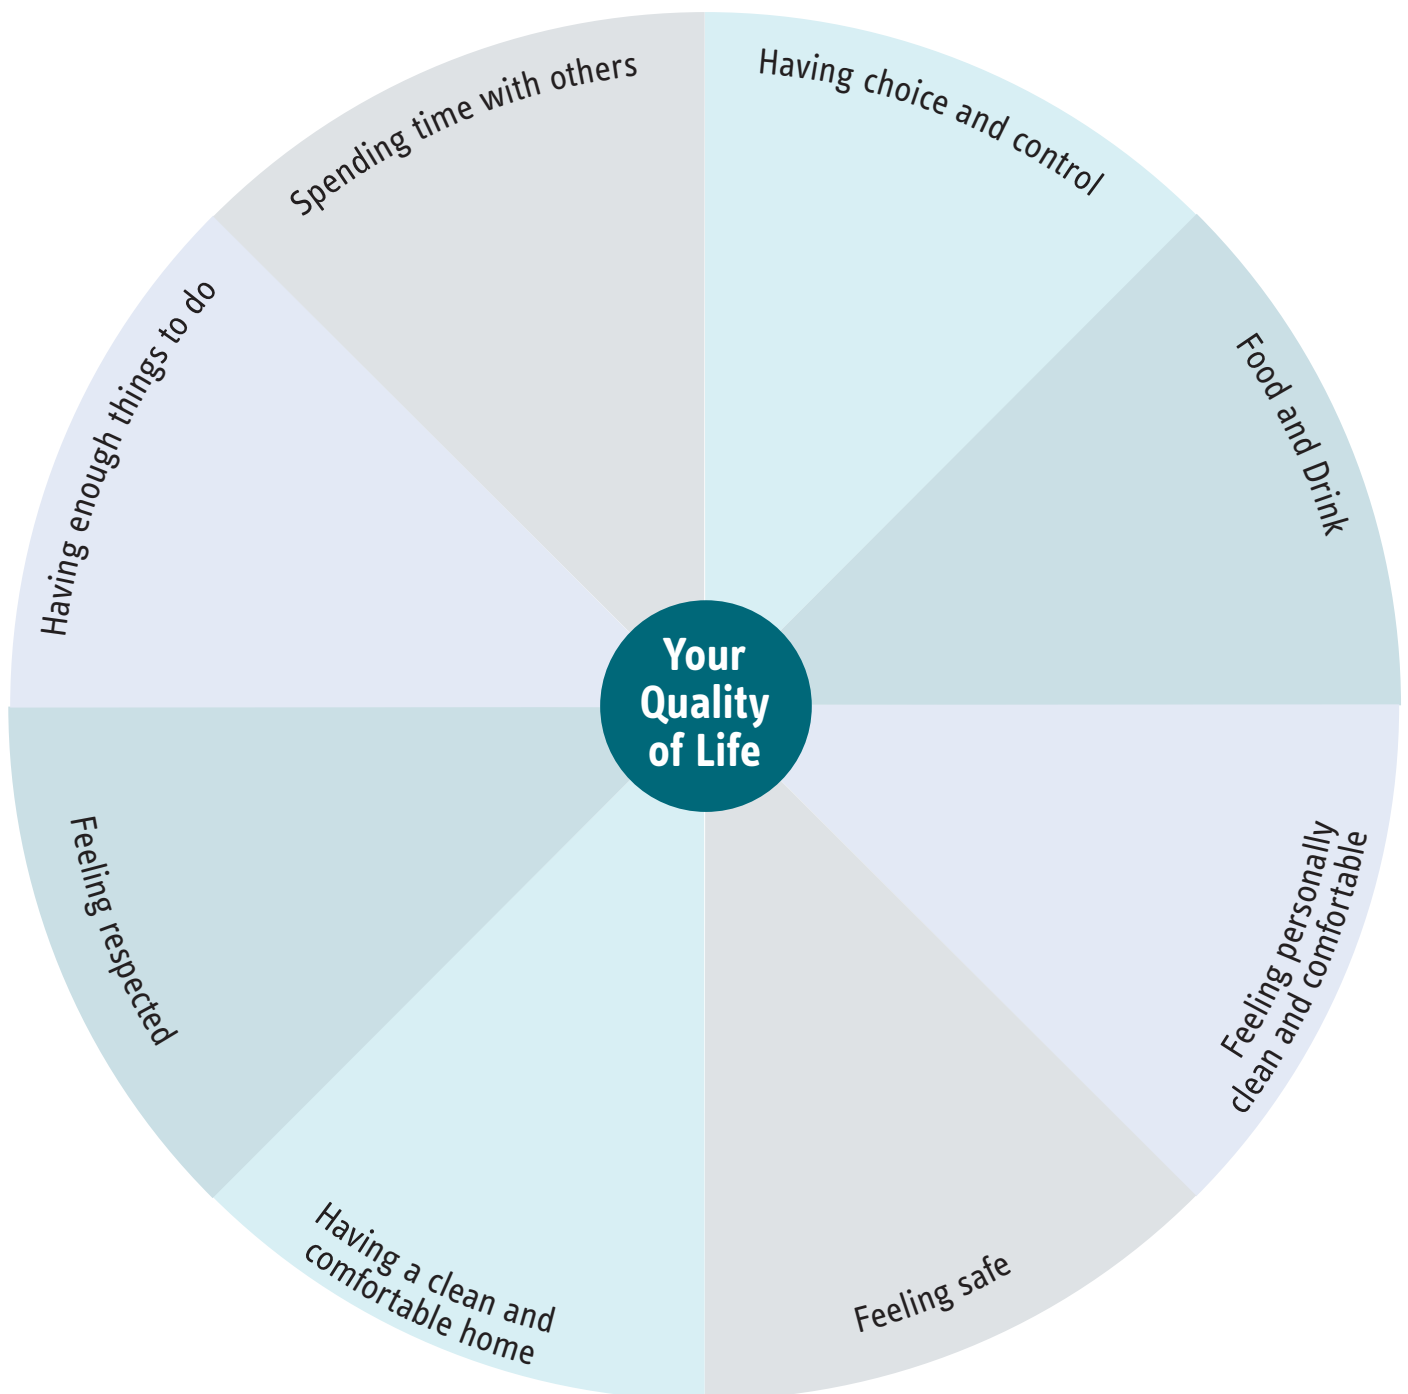 Having choice and control
Food and Drink
Feeling personally
clean and comfortable
Feeling safe
Having a clean and
comfortable home
Feeling respected
Having enough things to do
Spending time with others
Your
Quality
of Life